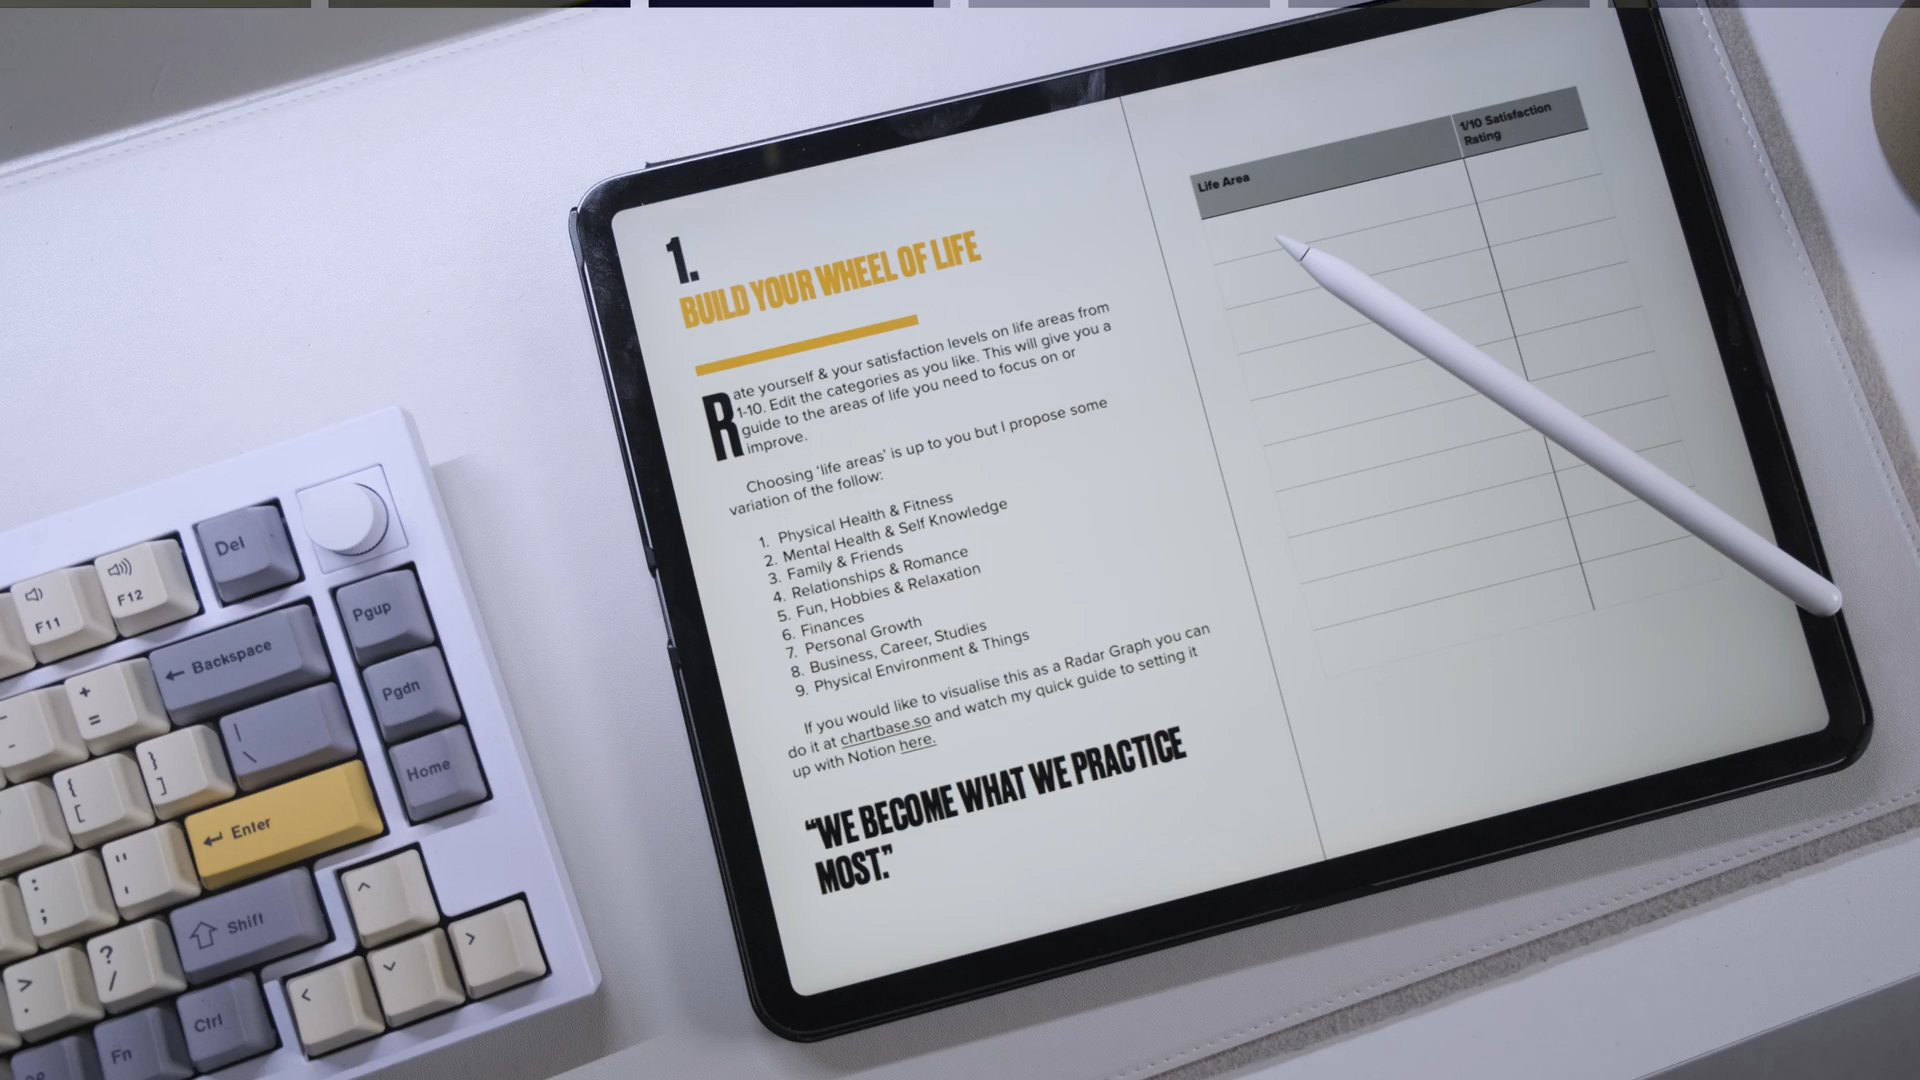 1.
BUILD YOUR WHEEL OF LIFE
Rate yourself & your satisfaction levels on life areas from
1-10. Edit the categories as you like. This will give you a
guide to the areas of life you need to focus on or
improve.
Choosing ‘life areas’ is up to you but I propose some
variation of the follow:
1. Physical Health & Fitness
2. Mental Health & Self Knowledge
3. Family & Friends
4. Relationships & Romance
5. Fun, Hobbies & Relaxation
6. Finances
7. Personal Growth
8. Business, Career, Studies
9. Physical Environment & Things
If you would like to visualise this as a Radar Graph you can
do it at chartbase.so and watch my quick guide to setting it
up with Notion here.
“WE BECOME WHAT WE PRACTICE
MOST.”
Life Area
1/10 Satisfaction
Rating
F11
F12
Del
Pgup
- 
+
=
← Backspace
Pgdn
{
[
}
]
|
\
Home
:
;
"
'
↵ Enter
>
.
?
/
⇧ Shift
^
Fn
Ctrl
<
⌄
>